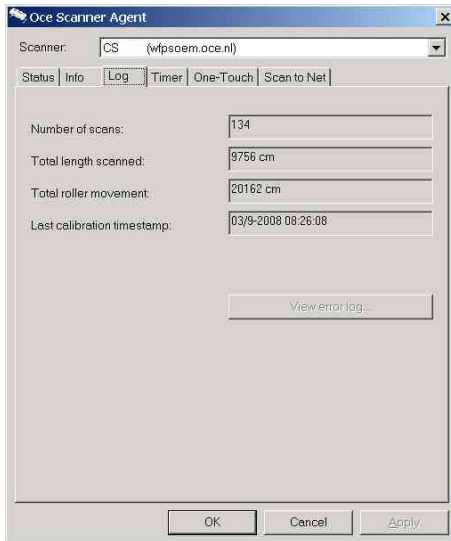 Oce Scanner Agent
Scanner: CS (wfpsoem.oce.nl)
Status Info Log Timer One-Touch Scan to Net
Number of scans: 134
Total length scanned: 9756 cm
Total roller movement: 20162 cm
Last calibration timestamp: 03/9-2008 08:26:08
View error log...
OK Cancel Apply